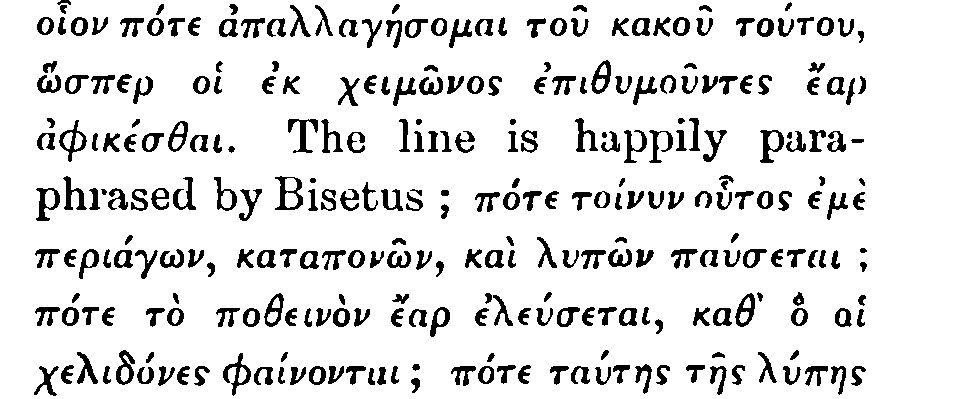 οἷον πότε ἀπαλλαγήσομαι τοῦ κακοῦ τούτου,
ὥσπερ οἱ ἐκ χειμῶνος ἐπιθυμοῦντες ἔαρ
ἀφικέσθαι. The line is happily para-
phrased by Bisetus ; πότε τοίνυν οὗτος ἐμὲ
περιάγων, καταπονῶν, καὶ λυπῶν παύσεται ;
πότε τὸ ποθεινὸν ἔαρ ἐλεύσεται, καθ᾽ ὃ αἱ
χελιδόνες φαίνονται ; πότε ταύτης τῆς λύπης